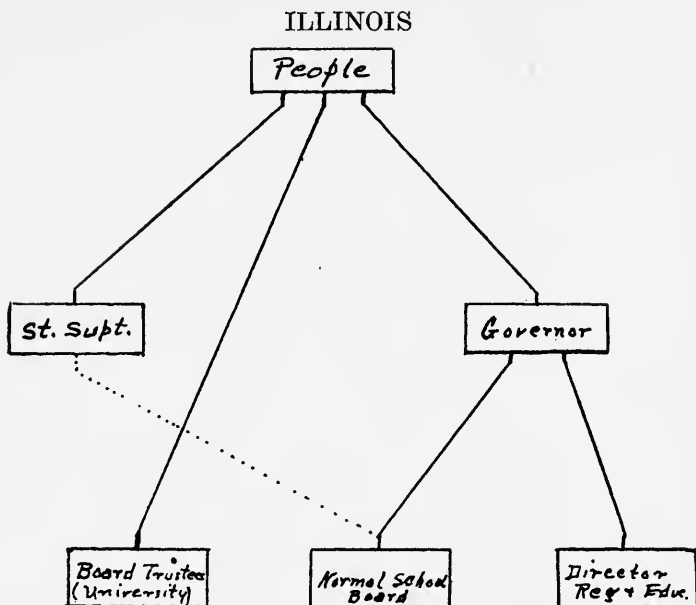 ILLINOIS
People
St. Supt.
Governor
Board Trustees
(University)
Normal School
Board
Director
Reg & Educ.